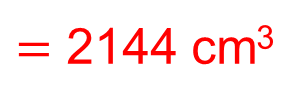 = 2144 cm³